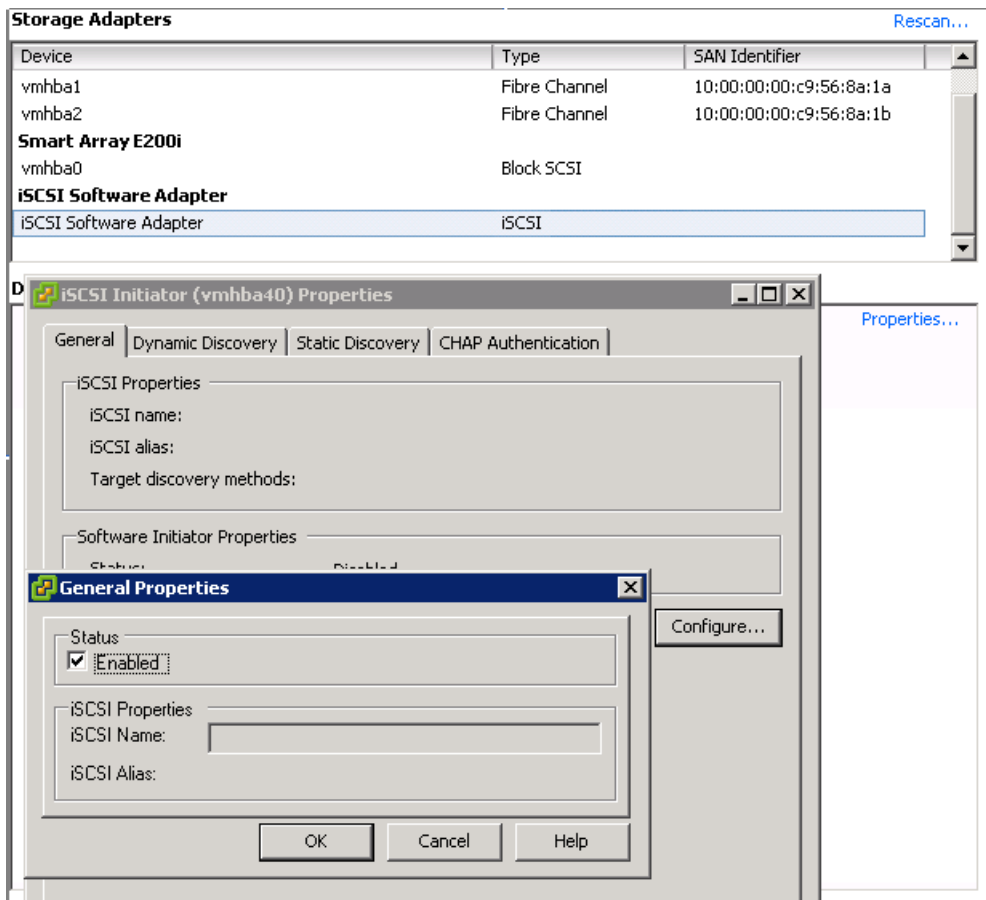 Storage Adapters Rescan...
Device Type SAN Identifier
vmhba1 Fibre Channel 10:00:00:00:c9:56:8a:1a
vmhba2 Fibre Channel 10:00:00:00:c9:56:8a:1b
Smart Array E200i
vmhba0 Block SCSI
iSCSI Software Adapter
iSCSI Software Adapter iSCSI
D
iSCSI Initiator (vmhba40) Properties
Properties...
General Dynamic Discovery Static Discovery CHAP Authentication
iSCSI Properties
iSCSI name:
iSCSI alias:
Target discovery methods:
Software Initiator Properties
Status: Disabled
General Properties
Configure...
Status
Enabled
iSCSI Properties
iSCSI Name:
iSCSI Alias:
OK Cancel Help